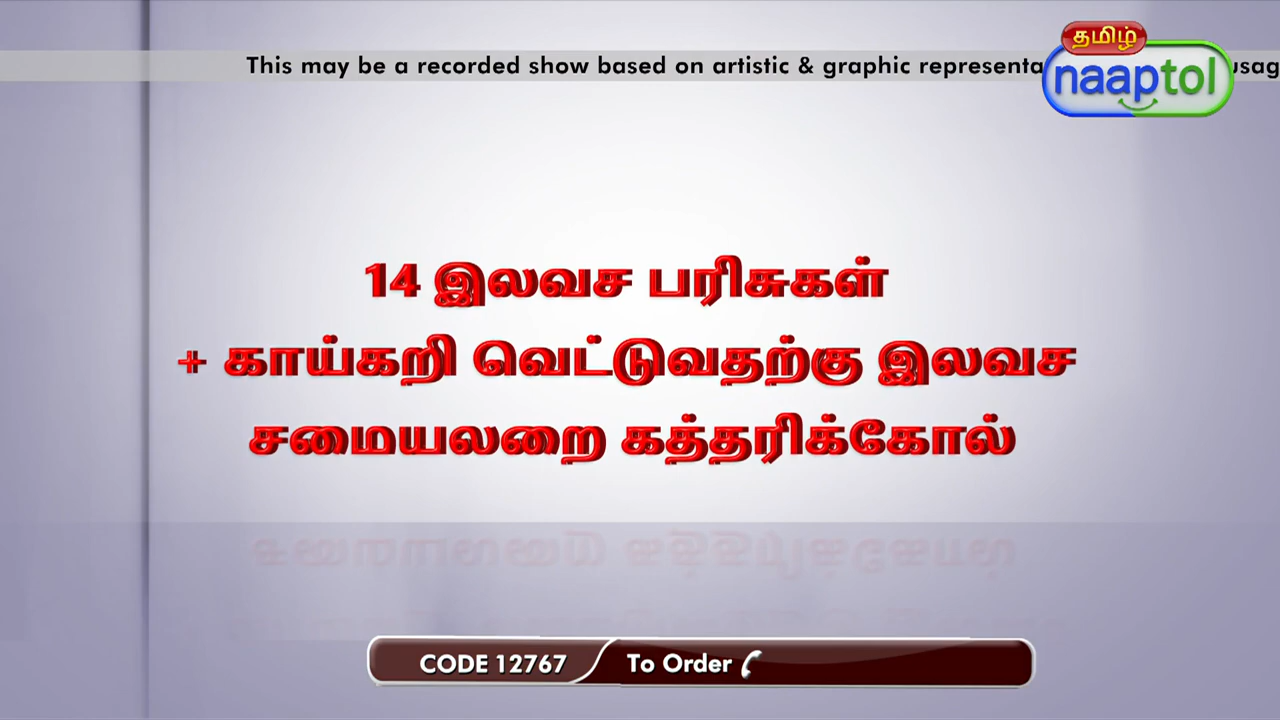 This may be a recorded show based on artistic & graphic usag
தமிழ்
naaptol
14 இலவச பரிசுகள்
+ காய்கறி வெட்டுவதற்கு இலவச
சமையலறை கத்தரிக்கோல்
CODE 12767 To Order